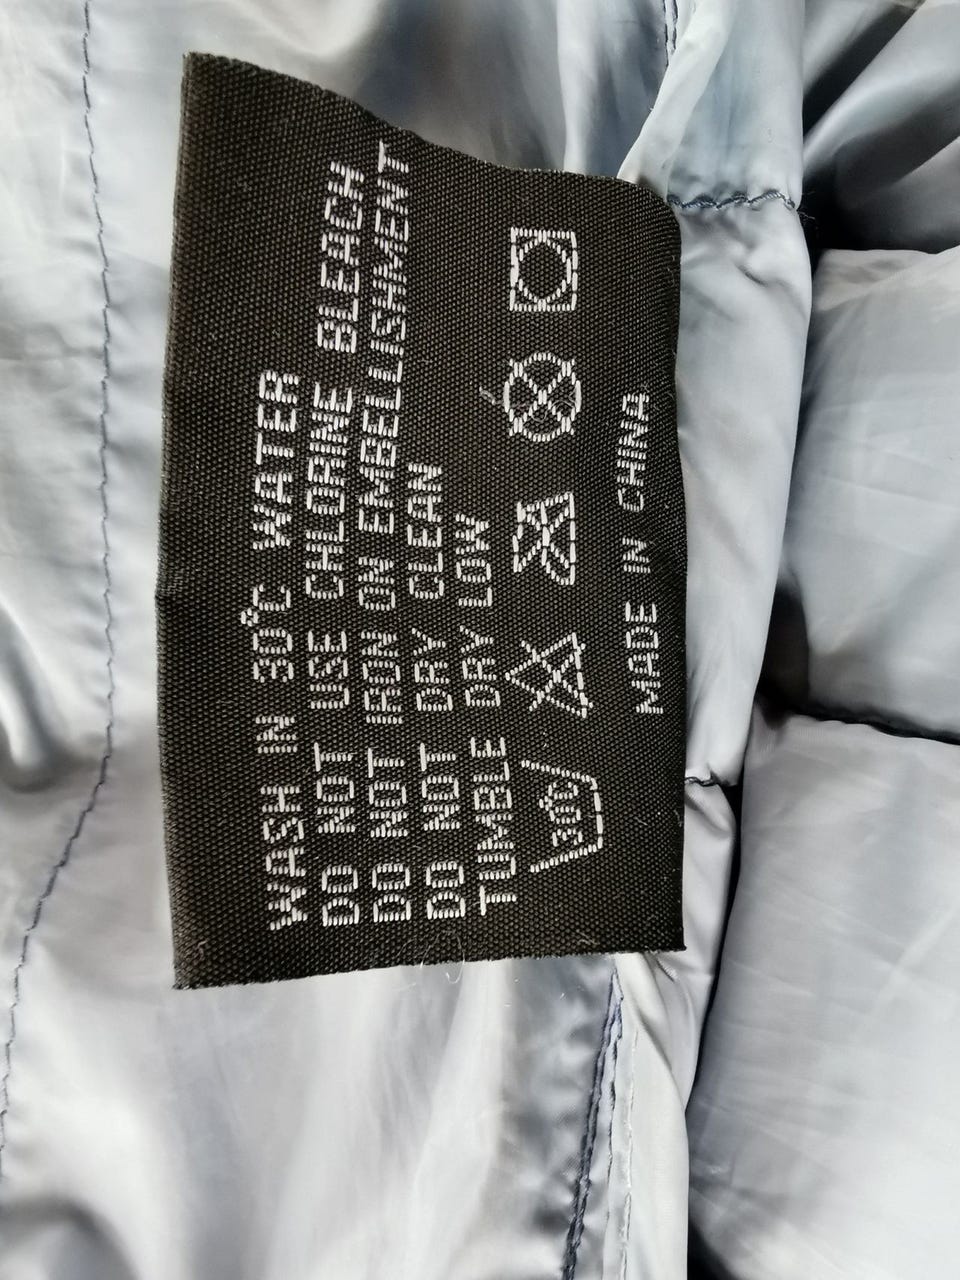 WASH IN 30℃ WATER
DO NOT USE CHLORINE BLEACH
DO NOT IRON ON EMBELLISHMENT
DO NOT DRY CLEAN
TUMBLE DRY LOW
30℃
MADE IN CHINA